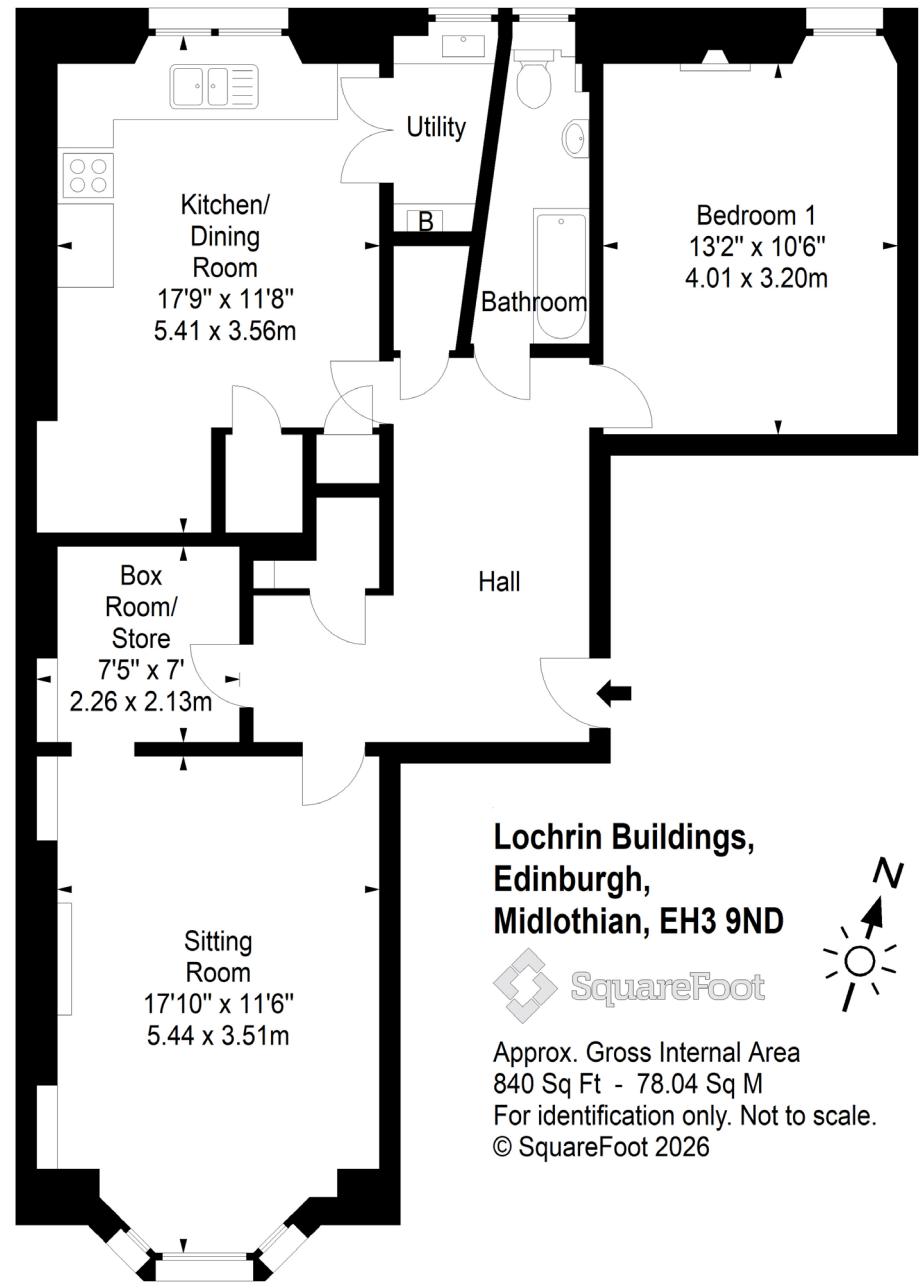 Utility
B
Kitchen/
Dining
Room
17'9" x 11'8"
5.41 x 3.56m
Bathroom
Bedroom 1
13'2" x 10'6"
4.01 x 3.20m
Hall
Box
Room/
Store
7'5" x 7'
2.26 x 2.13m
Sitting
Room
17'10" x 11'6"
5.44 x 3.51m
Lochrin Buildings,
Edinburgh,
Midlothian, EH3 9ND
N
SquareFoot
Approx. Gross Internal Area
840 Sq Ft - 78.04 Sq M
For identification only. Not to scale.
© SquareFoot 2026